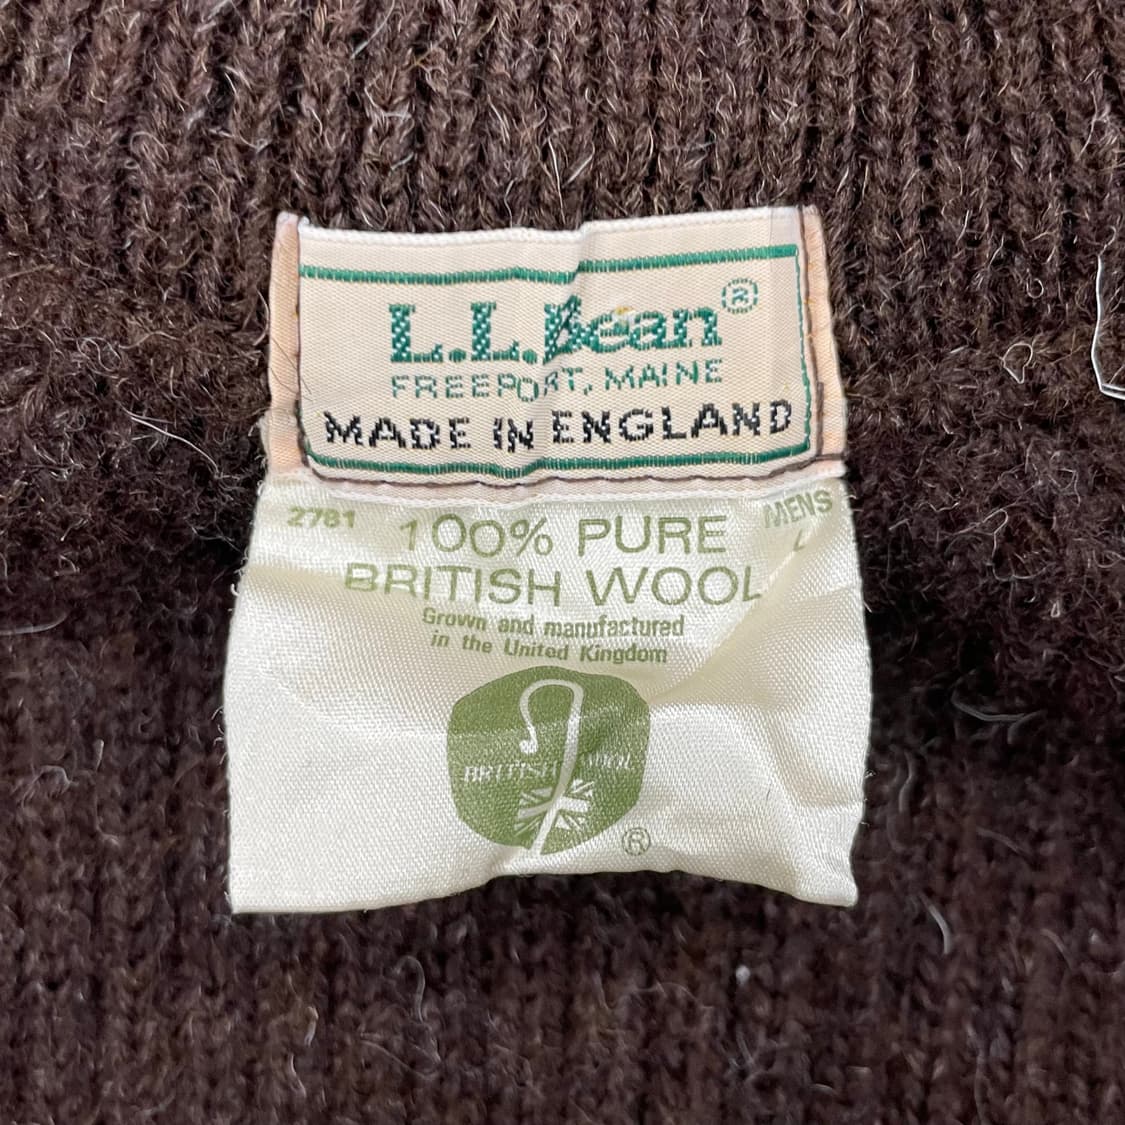 L.L.Bean®
FREEPORT, MAINE
MADE IN ENGLAND
2781
MENS
L
100% PURE
BRITISH WOOL
Grown and manufactured
in the United Kingdom
BRITISH WOOL
®